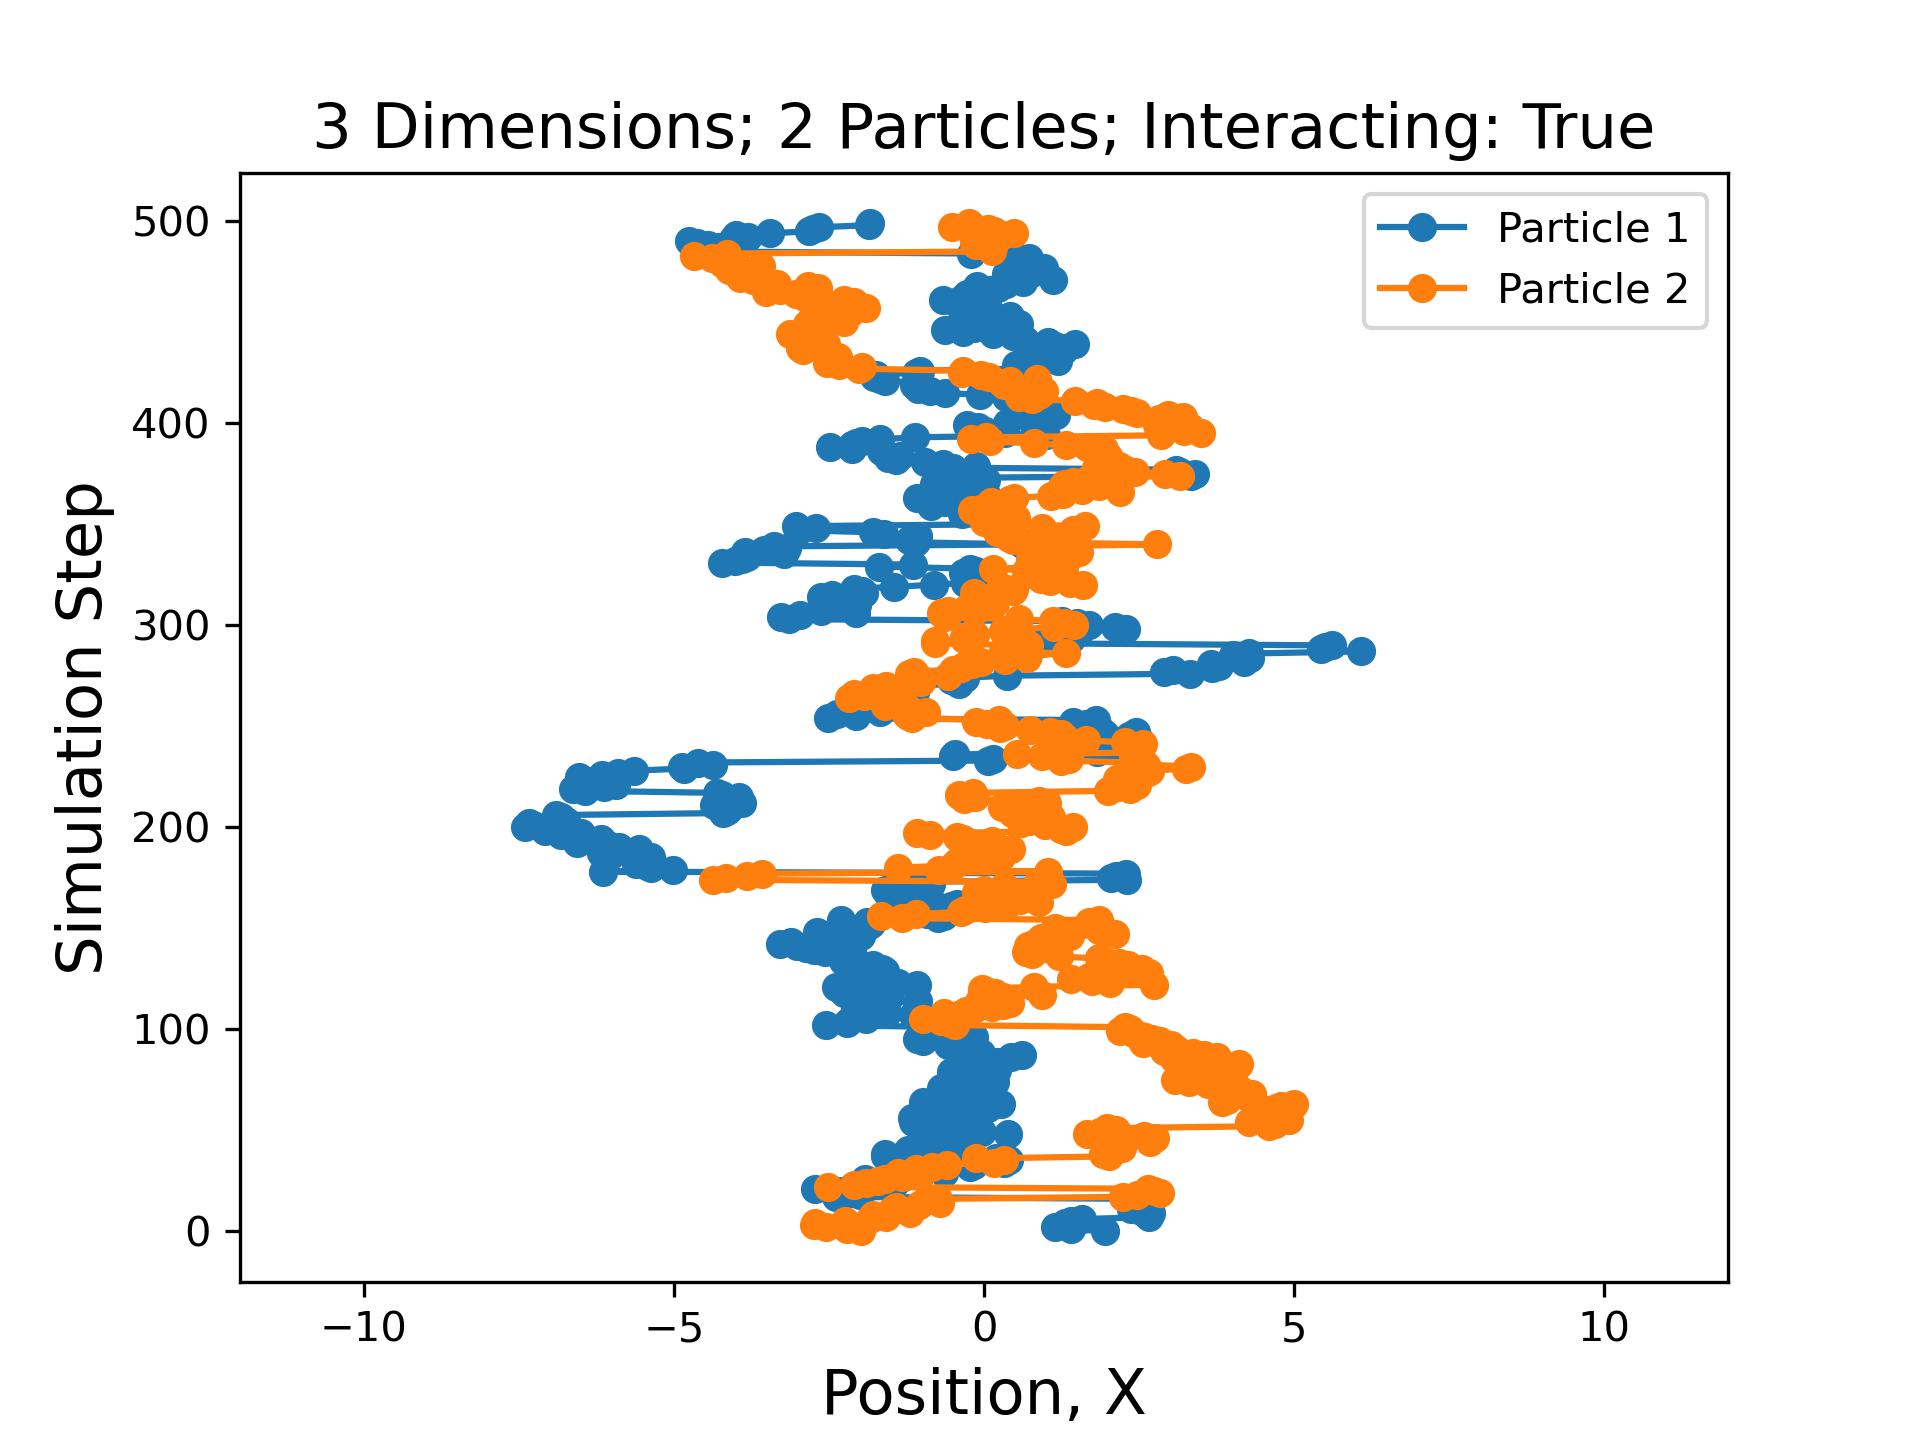 3 Dimensions; 2 Particles; Interacting: True
Particle 1
Particle 2
Simulation Step
500
400
300
200
100
0
−10
−5
0
5
10
Position, X